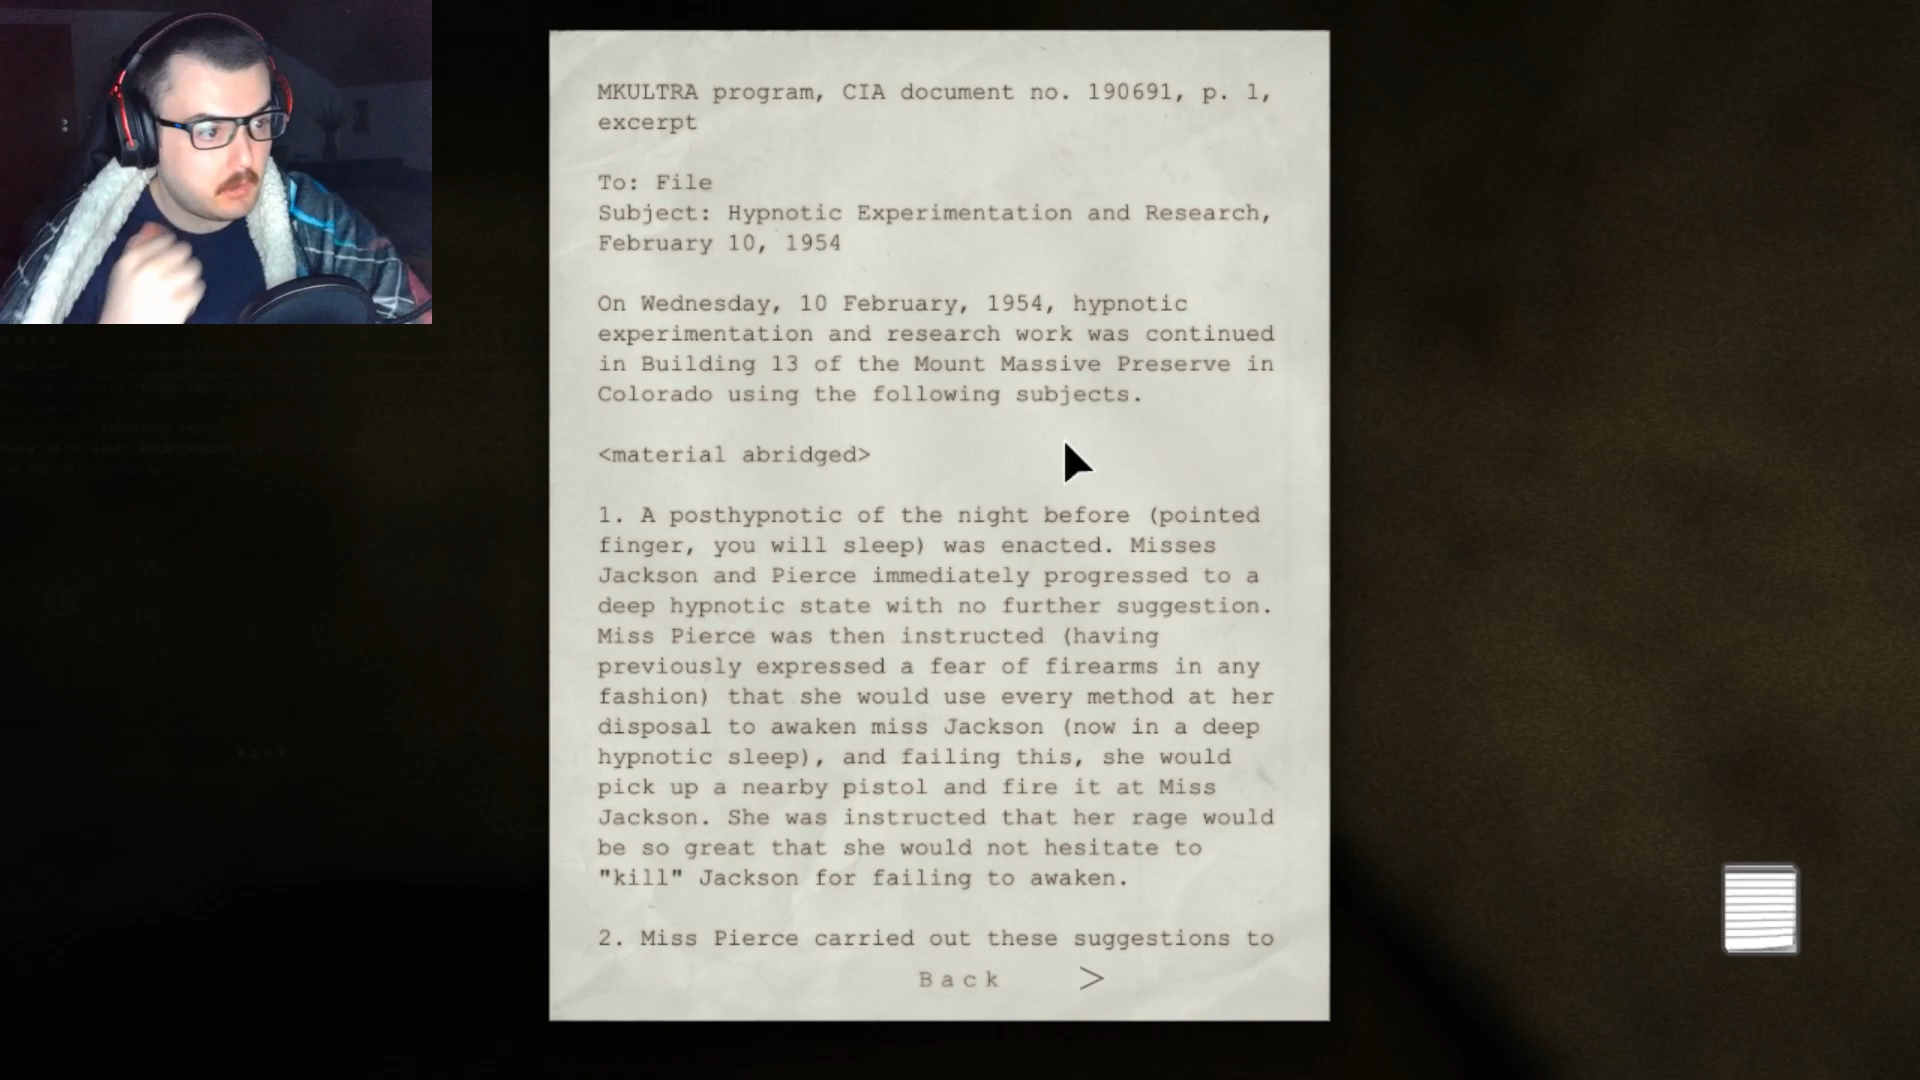 MKULTRA program, CIA document no. 190691, p. 1,
excerpt
To: File
Subject: Hypnotic Experimentation and Research,
February 10, 1954
On Wednesday, 10 February, 1954, hypnotic
experimentation and research work was continued
in Building 13 of the Mount Massive Preserve in
Colorado using the following subjects.
<material abridged>
1. A posthypnotic of the night before (pointed
finger, you will sleep) was enacted. Misses
Jackson and Pierce immediately progressed to a
deep hypnotic state with no further suggestion.
Miss Pierce was then instructed (having
previously expressed a fear of firearms in any
fashion) that she would use every method at her
disposal to awaken miss Jackson (now in a deep
hypnotic sleep), and failing this, she would
pick up a nearby pistol and fire it at Miss
Jackson. She was instructed that her rage would
be so great that she would not hesitate to
"kill" Jackson for failing to awaken.
2. Miss Pierce carried out these suggestions to
Back >